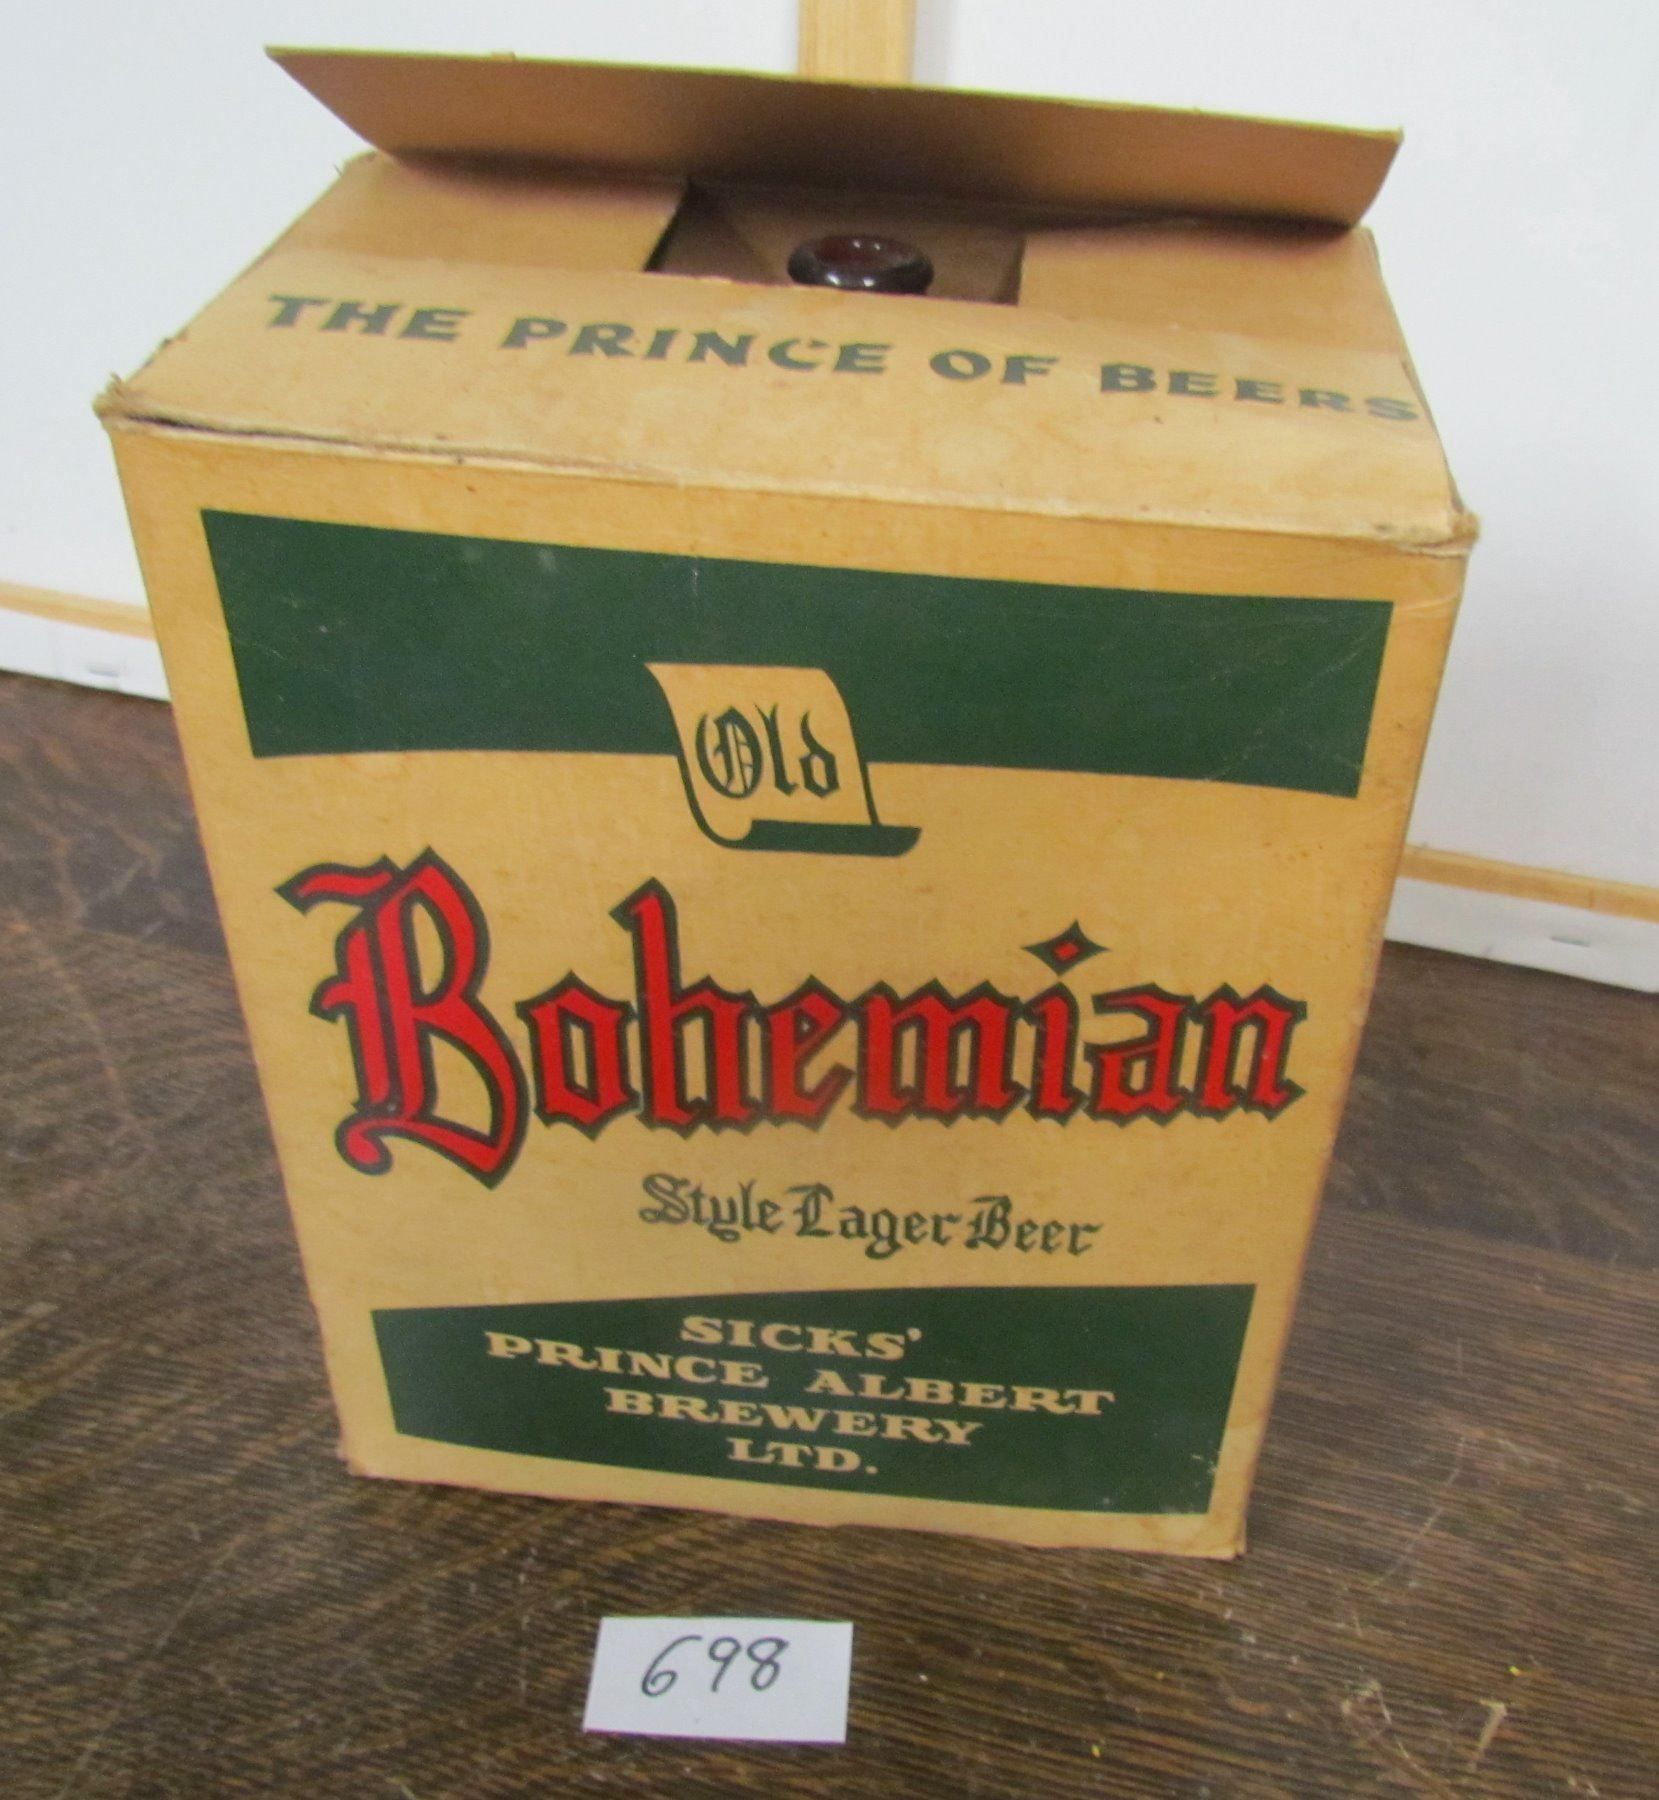 THE PRINCE OF BEERS
Old
Bohemian
Style Lager Beer
SICKS'
PRINCE ALBERT
BREWERY
LTD.
698